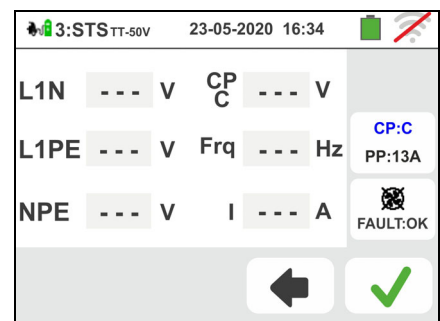 3:STS TT-50V 23-05-2020 16:34
L1N - - - V CP C - - - V
L1PE - - - V Frq - - - Hz
NPE - - - V I - - - A
CP:C
PP:13A
FAULT:OK